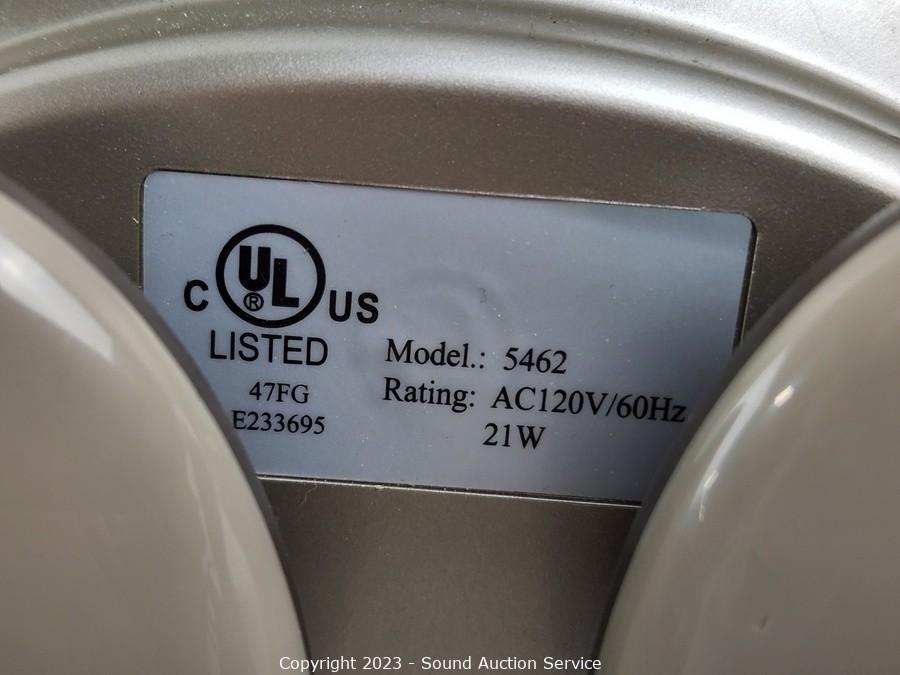 C UL ® US
LISTED
47FG
E233695
Model.: 5462
Rating: AC120V/60Hz
21W
Copyright 2023 - Sound Auction Service